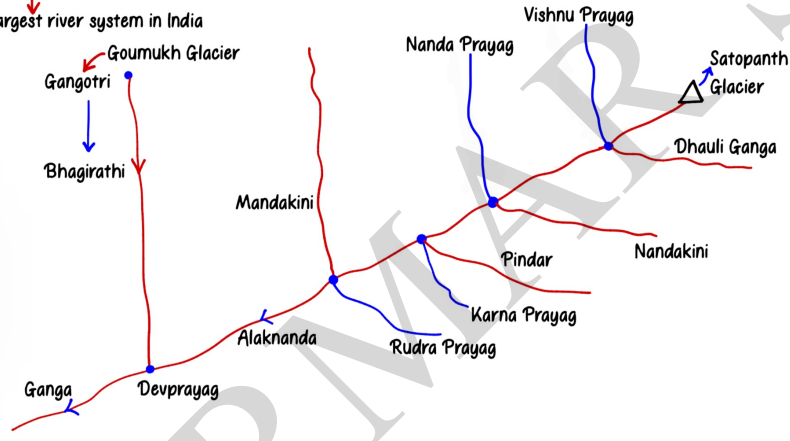 argest river system in India
Goumukh Glacier
Gangotri
Bhagirathi
Vishnu Prayag
Nanda Prayag
Satopanth
Glacier
Dhauli Ganga
Mandakini
Nandakini
Pindar
Karna Prayag
Alaknanda
Rudra Prayag
Ganga
Devprayag